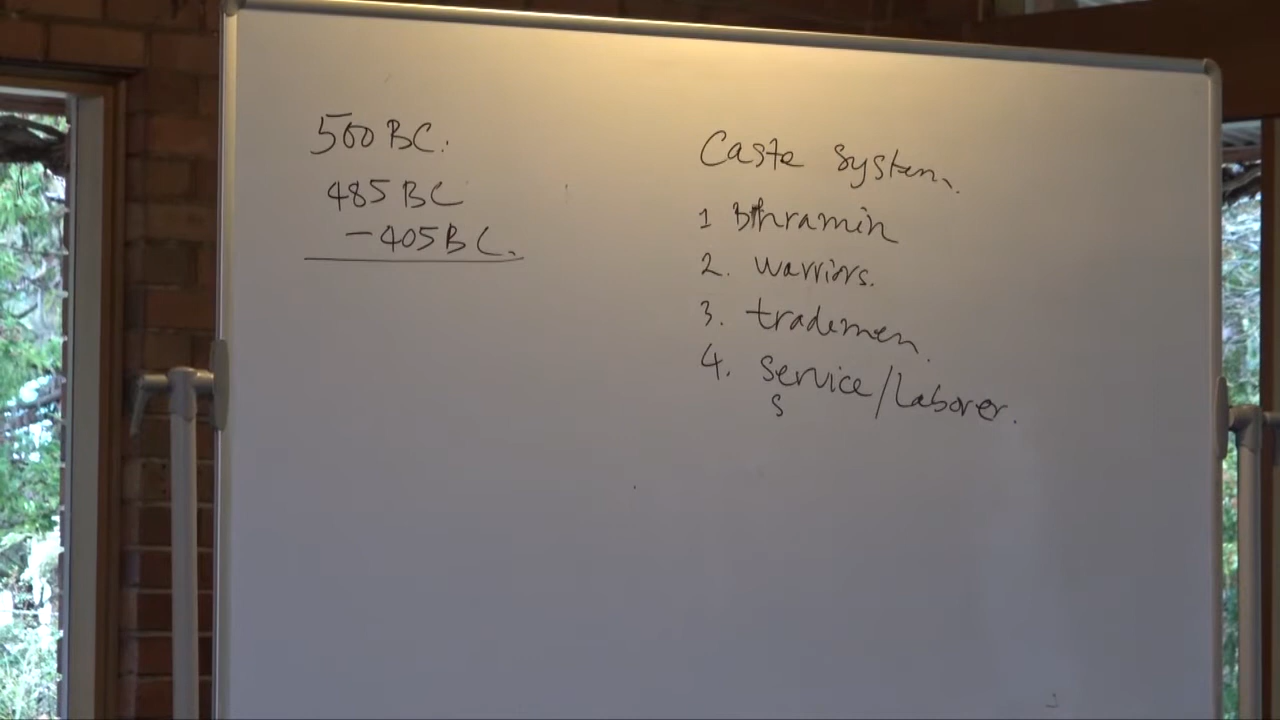 500 BC.
485 BC
- 405 BC.
Caste System.
1 Bhramin
2. warriors.
3. trademen.
4. Service/Laborer.
S